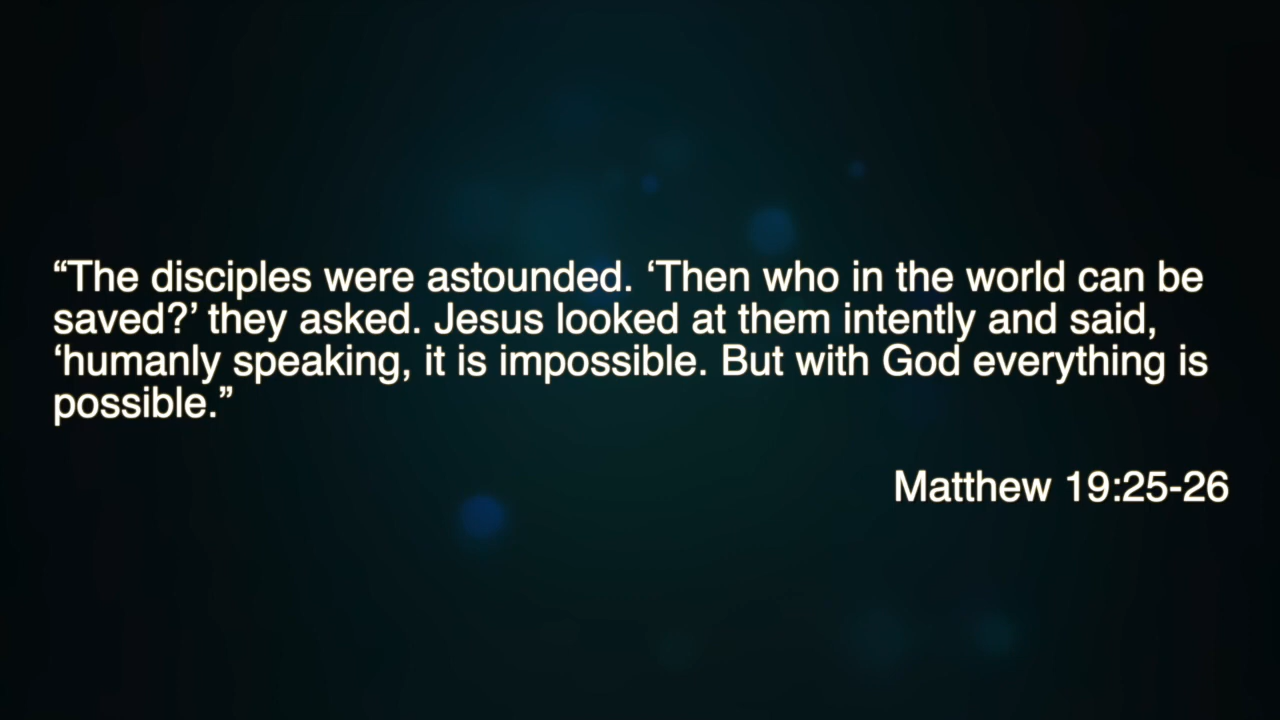 “The disciples were astounded. ‘Then who in the world can be
saved?’ they asked. Jesus looked at them intently and said,
‘humanly speaking, it is impossible. But with God everything is
possible.”
Matthew 19:25-26